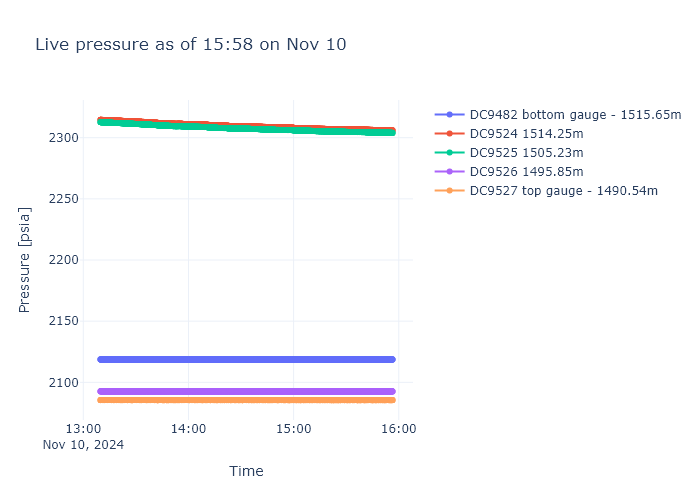 Live pressure as of 15:58 on Nov 10
DC9482 bottom gauge - 1515.65m
DC9524 1514.25m
DC9525 1505.23m
DC9526 1495.85m
DC9527 top gauge - 1490.54m
Pressure [psia]
2300
2250
2200
2150
2100
13:00
14:00
15:00
16:00
Nov 10, 2024
Time